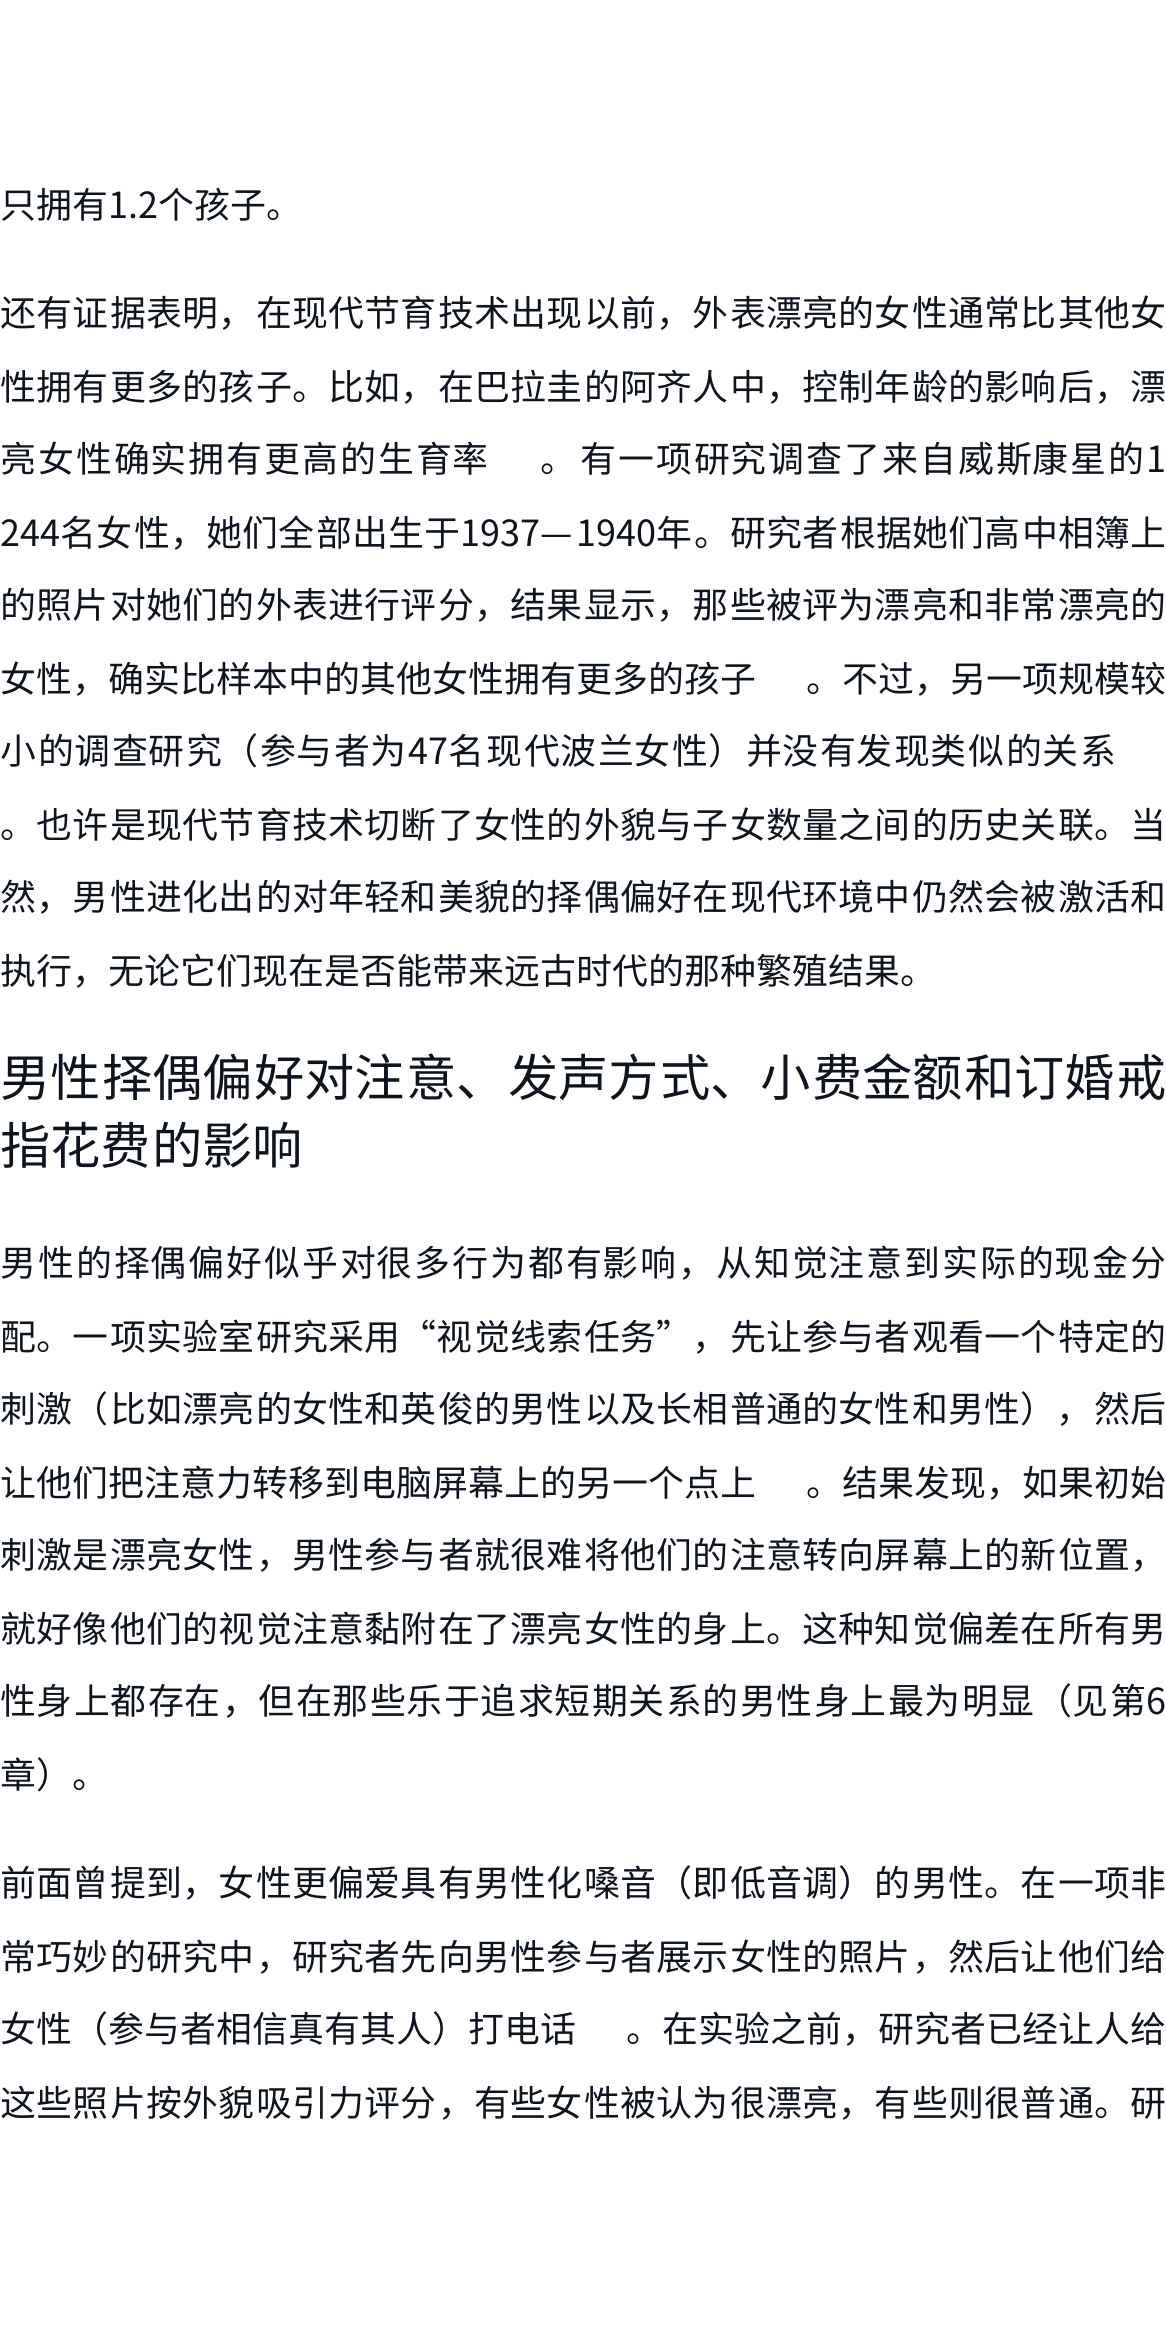 只拥有1.2个孩子。
还有证据表明，在现代节育技术出现以前，外表漂亮的女性通常比其他女
性拥有更多的孩子。比如，在巴拉圭的阿齐人中，控制年龄的影响后，漂
亮女性确实拥有更高的生育率 。有一项研究调查了来自威斯康星的1
244名女性，她们全部出生于1937—1940年。研究者根据她们高中相簿上
的照片对她们的外表进行评分，结果显示，那些被评为漂亮和非常漂亮的
女性，确实比样本中的其他女性拥有更多的孩子 。不过，另一项规模较
小的调查研究（参与者为47名现代波兰女性）并没有发现类似的关系
。也许是现代节育技术切断了女性的外貌与子女数量之间的历史关联。当
然，男性进化出的对年轻和美貌的择偶偏好在现代环境中仍然会被激活和
执行，无论它们现在是否能带来远古时代的那种繁殖结果。
男性择偶偏好对注意、发声方式、小费金额和订婚戒
指花费的影响
男性的择偶偏好似乎对很多行为都有影响，从知觉注意到实际的现金分
配。一项实验室研究采用“视觉线索任务”，先让参与者观看一个特定的
刺激（比如漂亮的女性和英俊的男性以及长相普通的女性和男性），然后
让他们把注意力转移到电脑屏幕上的另一个点上 。结果发现，如果初始
刺激是漂亮女性，男性参与者就很难将他们的注意转向屏幕上的新位置，
就好像他们的视觉注意黏附在了漂亮女性的身上。这种知觉偏差在所有男
性身上都存在，但在那些乐于追求短期关系的男性身上最为明显（见第6
章）。
前面曾提到，女性更偏爱具有男性化嗓音（即低音调）的男性。在一项非
常巧妙的研究中，研究者先向男性参与者展示女性的照片，然后让他们给
女性（参与者相信真有其人）打电话 。在实验之前，研究者已经让人给
这些照片按外貌吸引力评分，有些女性被认为很漂亮，有些则很普通。研